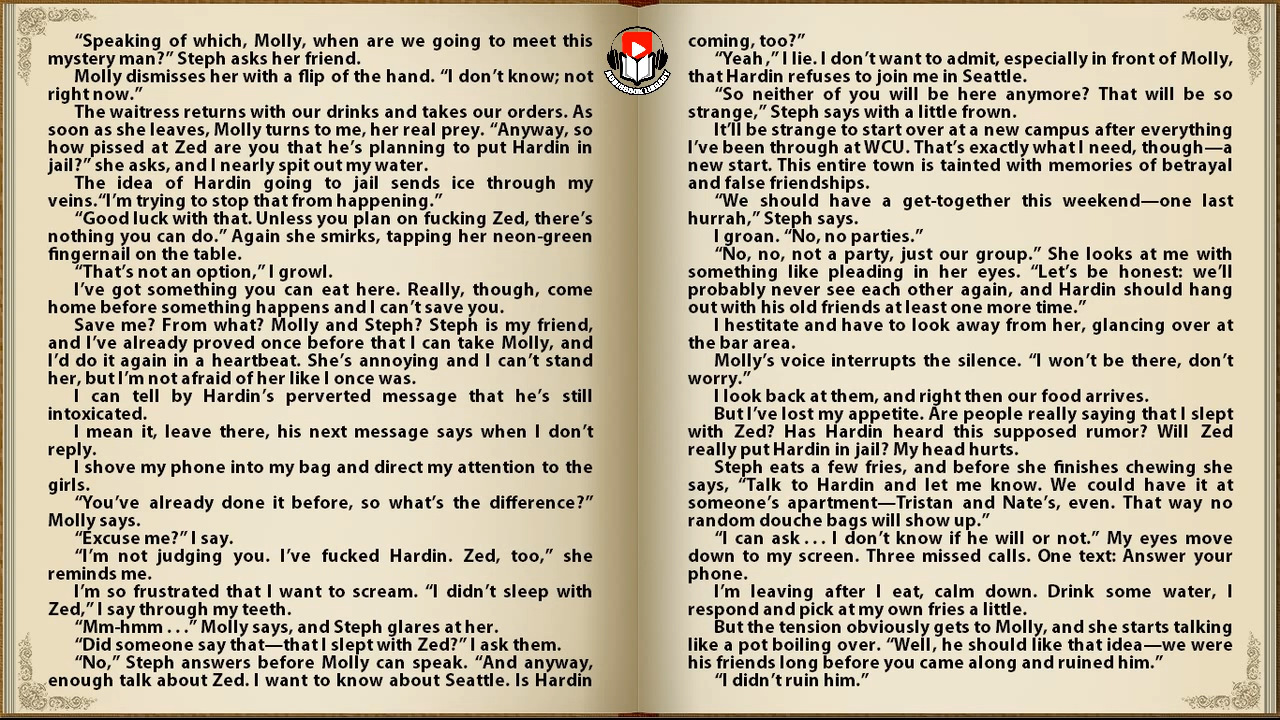 “Speaking of which, Molly, when are we going to meet this
mystery man?” Steph asks her friend.
Molly dismisses her with a flip of the hand. “I don’t know; not
right now.”
The waitress returns with our drinks and takes our orders. As
soon as she leaves, Molly turns to me, her real prey. “Anyway, so
how pissed at Zed are you that he’s planning to put Hardin in
jail?” she asks, and I nearly spit out my water.
The idea of Hardin going to jail sends ice through my
veins.“I’m trying to stop that from happening.”
“Good luck with that. Unless you plan on fucking Zed, there’s
nothing you can do.” Again she smirks, tapping her neon-green
fingernail on the table.
“That’s not an option,” I growl.
I’ve got something you can eat here. Really, though, come
home before something happens and I can’t save you.
Save me? From what? Molly and Steph? Steph is my friend,
and I’ve already proved once before that I can take Molly, and
I’d do it again in a heartbeat. She’s annoying and I can’t stand
her, but I’m not afraid of her like I once was.
I can tell by Hardin’s perverted message that he’s still
intoxicated.
I mean it, leave there, his next message says when I don’t
reply.
I shove my phone into my bag and direct my attention to the
girls.
“You’ve already done it before, so what’s the difference?”
Molly says.
“Excuse me?” I say.
“I’m not judging you. I’ve fucked Hardin. Zed, too,” she
reminds me.
I’m so frustrated that I want to scream. “I didn’t sleep with
Zed,” I say through my teeth.
“Mm-hmm . . .” Molly says, and Steph glares at her.
“Did someone say that—that I slept with Zed?” I ask them.
“No,” Steph answers before Molly can speak. “And anyway,
enough talk about Zed. I want to know about Seattle. Is Hardin
AUDIOBOOK LIBRARY
coming, too?”
“Yeah,” I lie. I don’t want to admit, especially in front of Molly,
that Hardin refuses to join me in Seattle.
“So neither of you will be here anymore? That will be so
strange,” Steph says with a little frown.
It’ll be strange to start over at a new campus after everything
I’ve been through at WCU. That’s exactly what I need, though—a
new start. This entire town is tainted with memories of betrayal
and false friendships.
“We should have a get-together this weekend—one last
hurrah,” Steph says.
I groan. “No, no parties.”
“No, no, not a party, just our group.” She looks at me with
something like pleading in her eyes. “Let’s be honest: we’ll
probably never see each other again, and Hardin should hang
out with his old friends at least one more time.”
I hestitate and have to look away from her, glancing over at
the bar area.
Molly’s voice interrupts the silence. “I won’t be there, don’t
worry.”
I look back at them, and right then our food arrives.
But I’ve lost my appetite. Are people really saying that I slept
with Zed? Has Hardin heard this supposed rumor? Will Zed
really put Hardin in jail? My head hurts.
Steph eats a few fries, and before she finishes chewing she
says, “Talk to Hardin and let me know. We could have it at
someone’s apartment—Tristan and Nate’s, even. That way no
random douche bags will show up.”
“I can ask . . . I don’t know if he will or not.” My eyes move
down to my screen. Three missed calls. One text: Answer your
phone.
I’m leaving after I eat, calm down. Drink some water, I
respond and pick at my own fries a little.
But the tension obviously gets to Molly, and she starts talking
like a pot boiling over. “Well, he should like that idea—we were
his friends long before you came along and ruined him.”
“I didn’t ruin him.”